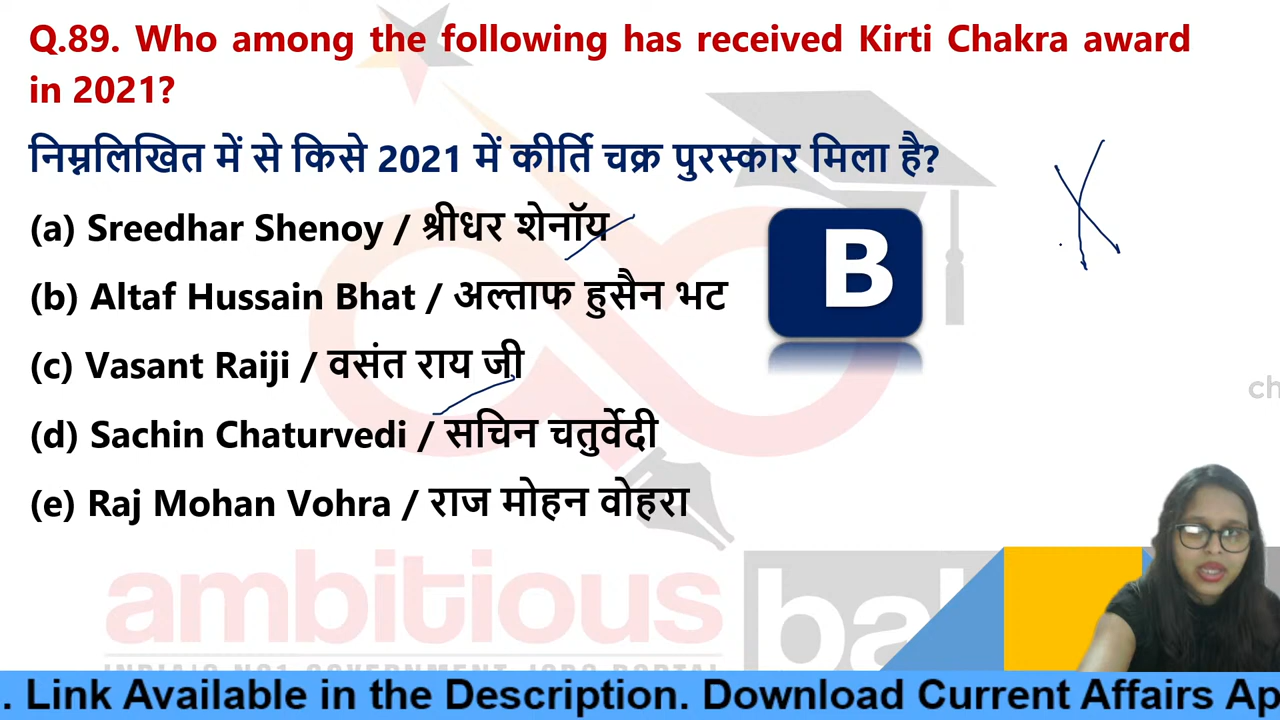 Q.89. Who among the following has received Kirti Chakra award
in 2021?
निम्नलिखित में से किसे 2021 में कीर्ति चक्र पुरस्कार मिला है?
(a) Sreedhar Shenoy / श्रीधर शेनॉय
(b) Altaf Hussain Bhat / अल्ताफ हुसैन भट
B
(c) Vasant Raiji / वसंत राय जी
ch
(d) Sachin Chaturvedi / सचिन चतुर्वेदी
(e) Raj Mohan Vohra / राज मोहन वोहरा
ambitious
ba
. Link Available in the Description. Download Current Affairs Ap